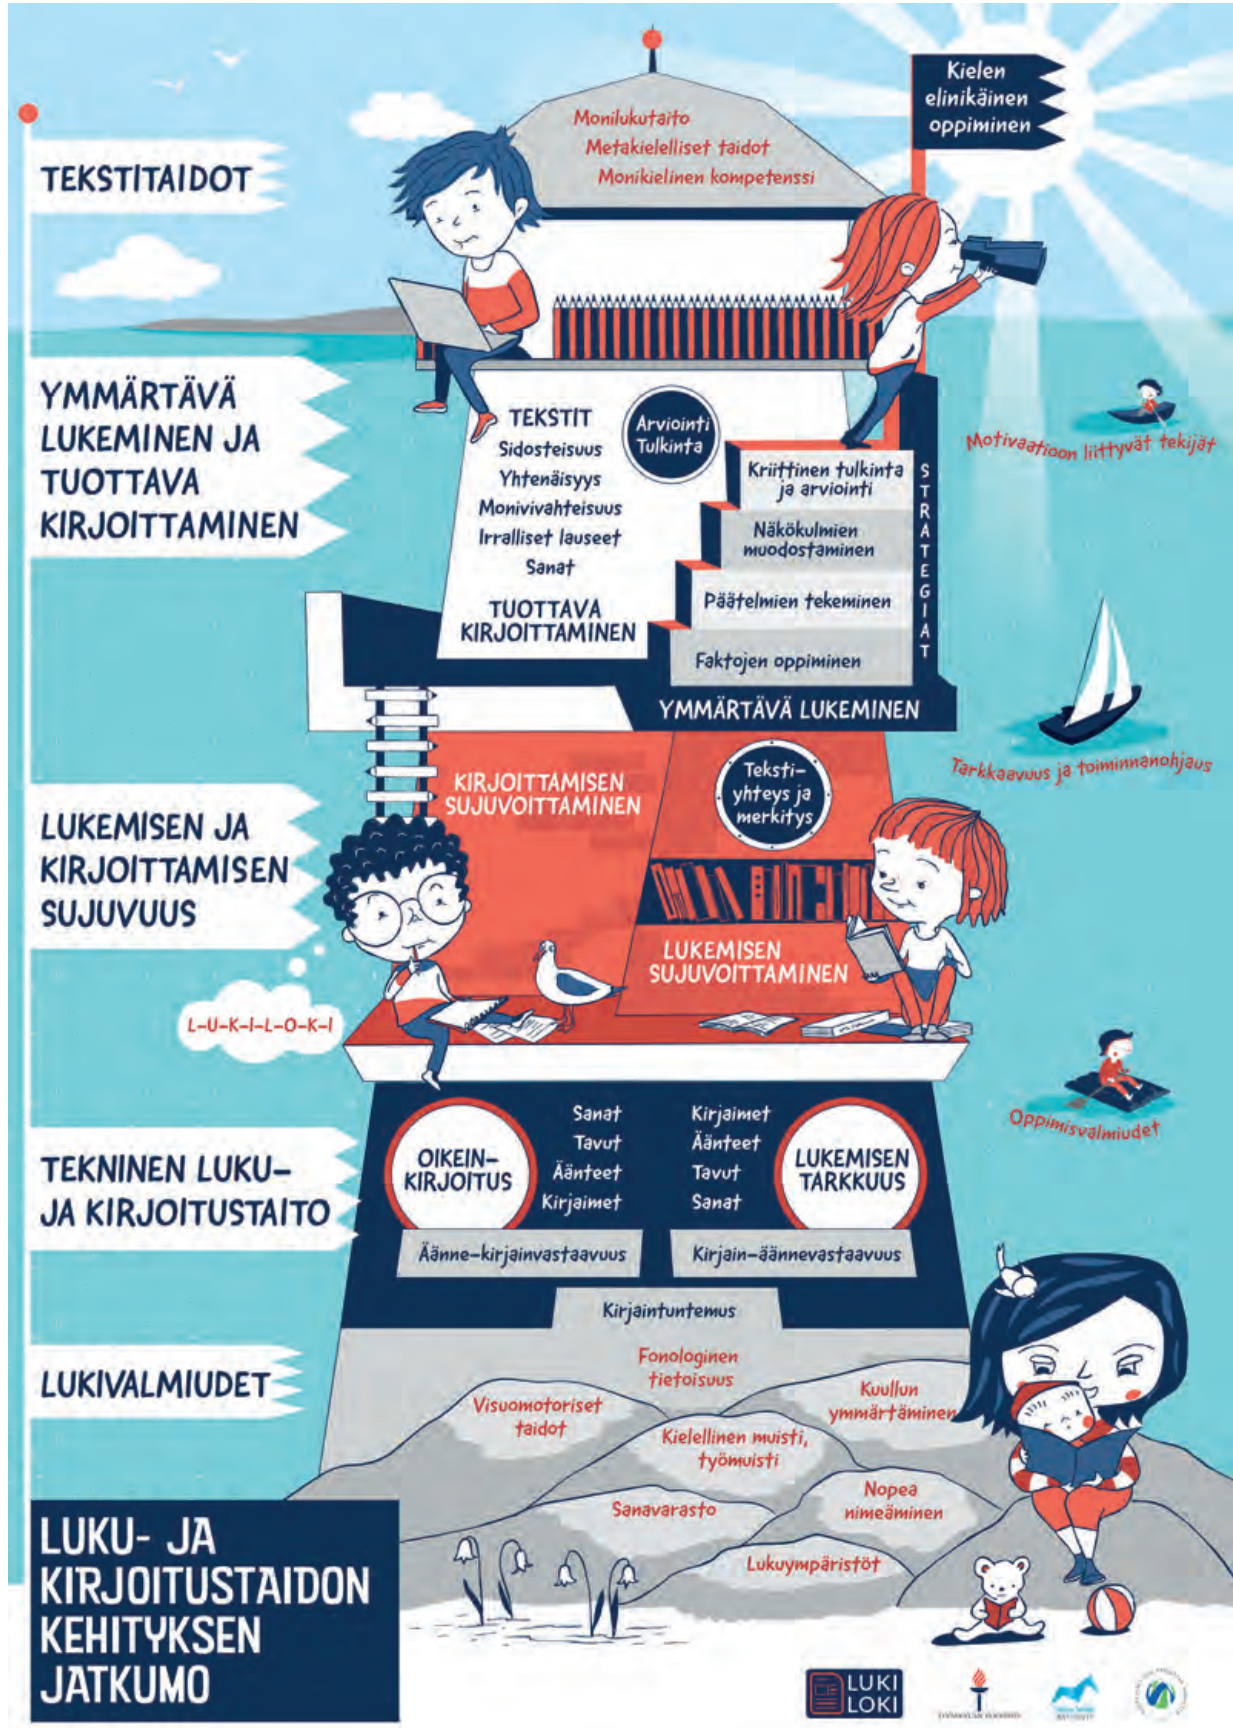 Kielen
elinikäinen
oppiminen
Monilukutaito
Metakielelliset taidot
Monikielinen kompetenssi
TEKSTITAIDOT
YMMÄRTÄVÄ
LUKEMINEN JA
TUOTTAVA
KIRJOITTAMINEN
TEKSTIT
Sidosteisuus
Yhtenäisyys
Monivivahteisuus
Irralliset lauseet
Sanat
TUOTTAVA
KIRJOITTAMINEN
Arviointi
Tulkinta
Kriittinen tulkinta
ja arviointi
Näkökulmien
muodostaminen
Päätelmien tekeminen
Faktojen oppiminen
STRATEGIAT
YMMÄRTÄVÄ LUKEMINEN
Motivaatioon liittyvät tekijät
Tarkkaavuus ja toiminnanohjaus
LUKEMISEN JA
KIRJOITTAMISEN
SUJUVUUS
KIRJOITTAMISEN
SUJUVOITTAMINEN
Teksti-
yhteys ja
merkitys
LUKEMISEN
SUJUVOITTAMINEN
L-U-K-I-L-O-K-I
Oppimisvalmiudet
TEKNINEN LUKU-
JA KIRJOITUSTAITO
OIKEIN-
KIRJOITUS
Sanat
Tavut
Äänteet
Kirjaimet
Kirjaimet
Äänteet
Tavut
Sanat
LUKEMISEN
TARKKUUS
Äänne-kirjainvastaavuus
Kirjain-äännevastaavuus
Kirjaintuntemus
LUKIVALMIUDET
Fonologinen
tietoisuus
Visuomotoriset
taidot
Kuullun
ymmärtäminen
Kielellinen muisti,
työmuisti
Nopea
nimeäminen
Sanavarasto
Lukuympäristöt
LUKU- JA
KIRJOITUSTAIDON
KEHITYKSEN
JATKUMO
LUKI
LOKI